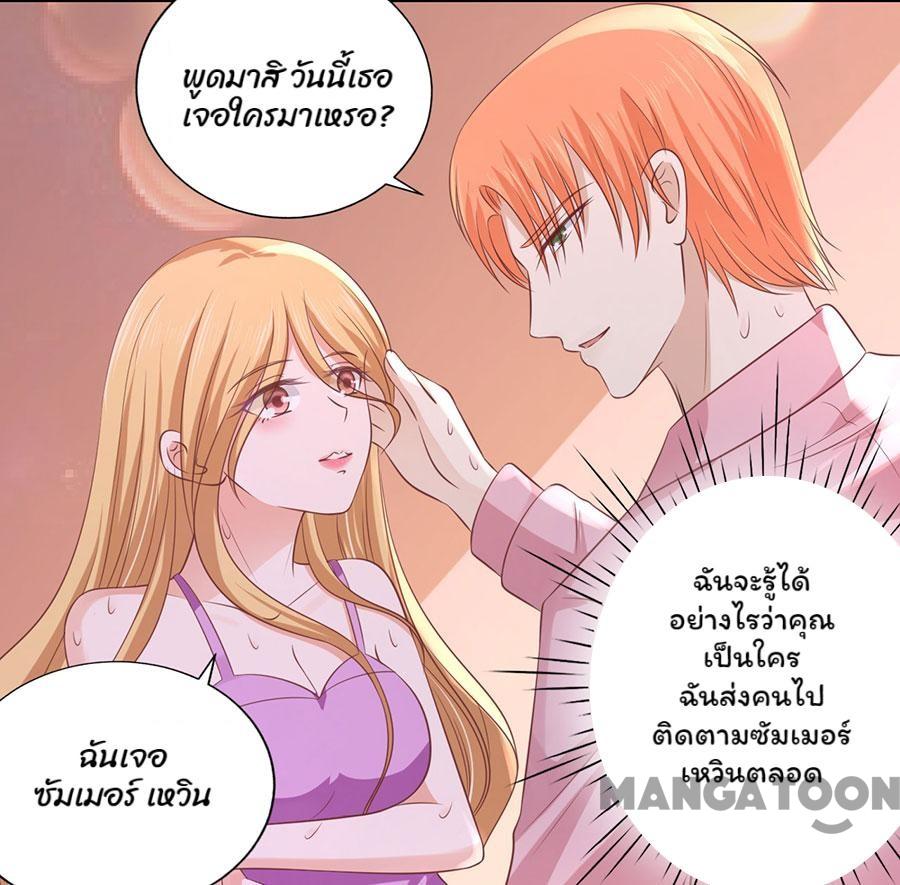 พูดมาสิ วันนี้เธอ
เจอใครมาเหรอ?
ฉันเจอ
ซัมเมอร์ เหวิน
ฉันจะรู้ได้
อย่างไรว่าคุณ
เป็นใคร
ฉันส่งคนไป
ติดตามซัมเมอร์
เหวินตลอด
MANGATOON